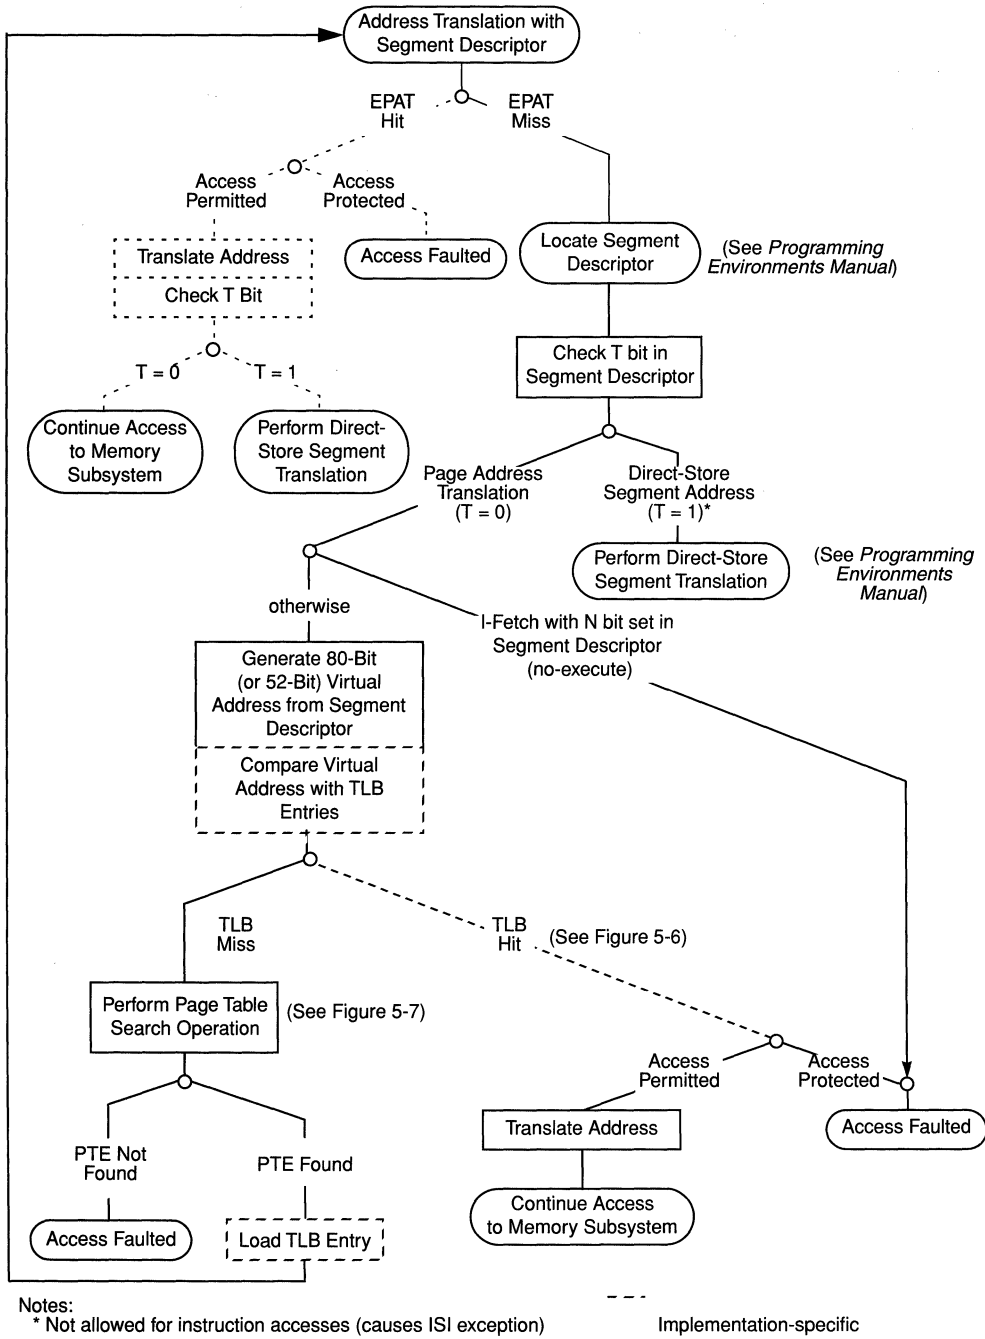 Address Translation with
Segment Descriptor
EPAT
Hit
EPAT
Miss
Access
Permitted
Access
Protected
Translate Address
Check T Bit
Access Faulted
Locate Segment
Descriptor
(See Programming
Environments Manual)
Check T bit in
Segment Descriptor
T = 0
T = 1
Continue Access
to Memory
Subsystem
Perform Direct-
Store Segment
Translation
Page Address
Translation
(T = 0)
Direct-Store
Segment Address
(T = 1)*
Perform Direct-Store
Segment Translation
(See Programming
Environments
Manual)
otherwise
I-Fetch with N bit set in
Segment Descriptor
(no-execute)
Generate 80-Bit
(or 52-Bit) Virtual
Address from Segment
Descriptor
Compare Virtual
Address with TLB
Entries
TLB
Miss
TLB
Hit
(See Figure 5-6)
Perform Page Table
Search Operation
(See Figure 5-7)
Access
Permitted
Access
Protected
Translate Address
Access Faulted
PTE Not
Found
PTE Found
Continue Access
to Memory Subsystem
Access Faulted
Load TLB Entry
Notes:
* Not allowed for instruction accesses (causes ISI exception)
Implementation-specific